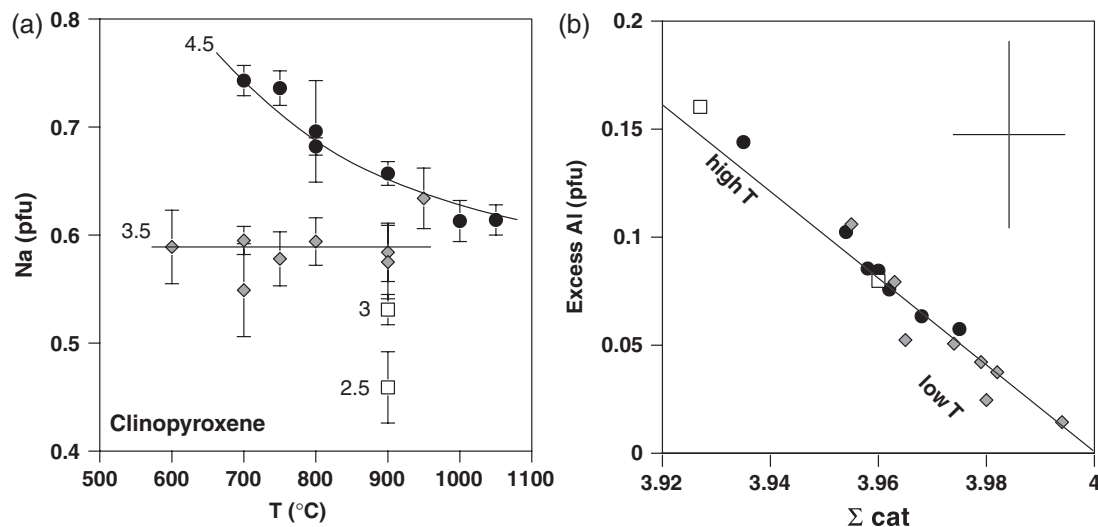 (a)
0.8
0.7
0.6
0.5
0.4
Na (pfu)
4.5
3.5
3
2.5
Clinopyroxene
500 600 700 800 900 1000 1100
T (°C)
(b)
0.2
0.15
0.1
0.05
0
Excess Al (pfu)
high T
low T
3.92 3.94 3.96 3.98 4
Σ cat